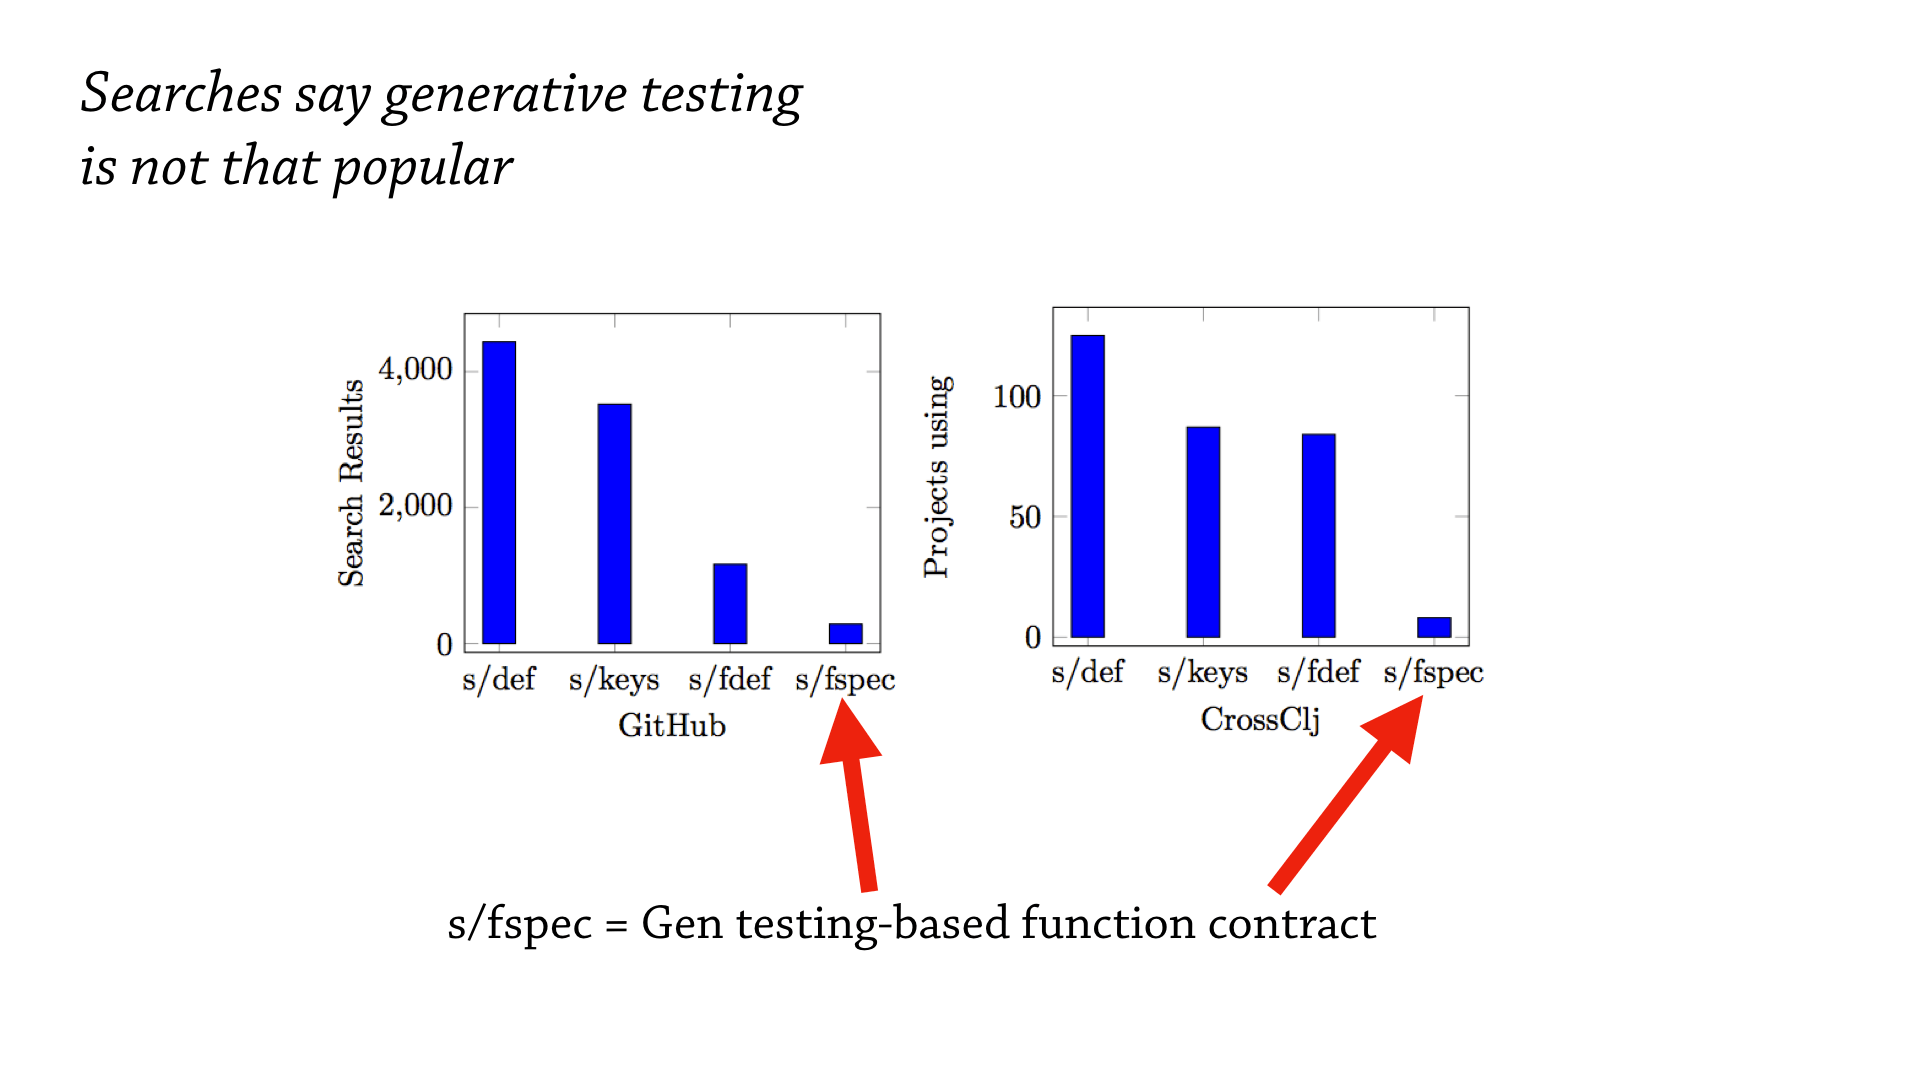 Searches say generative testing
is not that popular
Search Results
4,000
2,000
0
s/def s/keys s/fdef s/fspec
GitHub
Projects using
100
50
0
s/def s/keys s/fdef s/fspec
CrossClj
s/fspec = Gen testing-based function contract